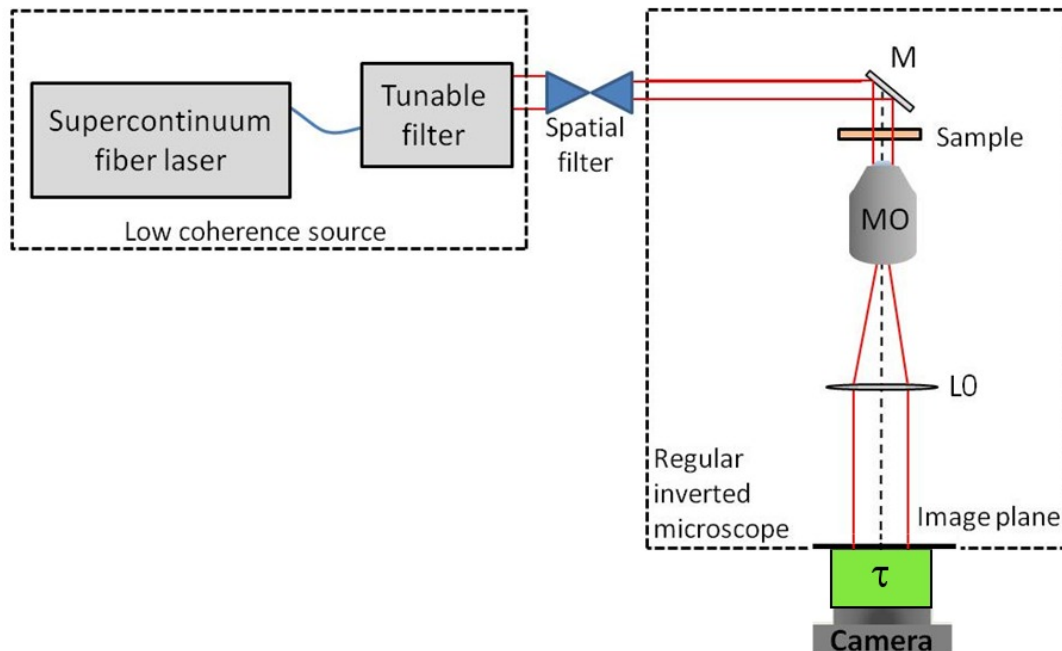 Supercontinuum
fiber laser
Tunable
filter
Low coherence source
Spatial
filter
M
Sample
MO
L0
Regular
inverted
microscope
Image plane
τ
Camera